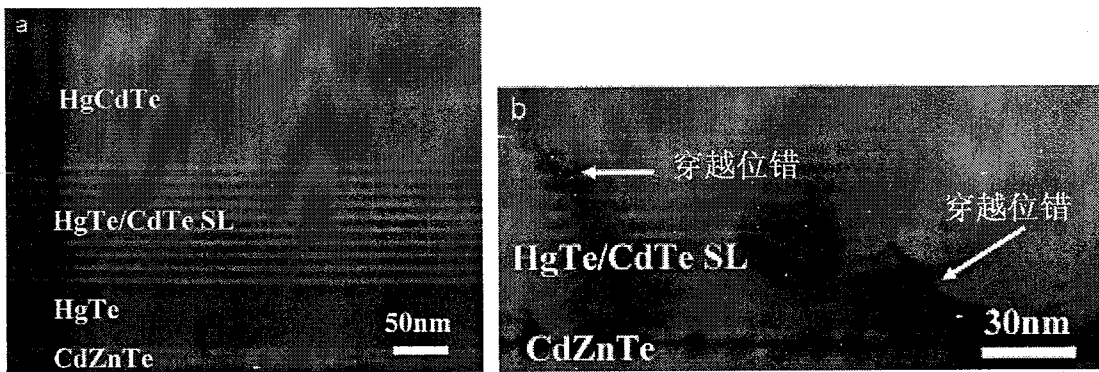 a
HgCdTe
HgTe/CdTe SL
HgTe
50nm
CdZnTe
b
穿越位错
穿越位错
HgTe/CdTe SL
30nm
CdZnTe